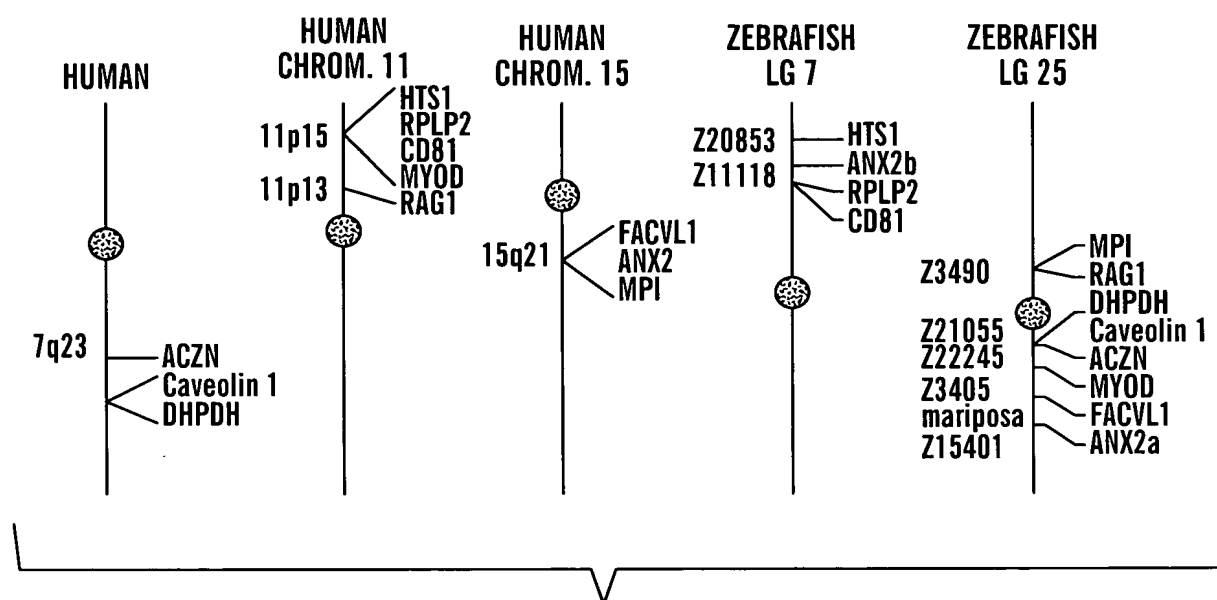 HUMAN
7q23
ACZN
Caveolin 1
DHPDH
HUMAN
CHROM. 11
11p15
HTS1
RPLP2
CD81
MYOD
11p13
RAG1
HUMAN
CHROM. 15
15q21
FACVL1
ANX2
MPI
ZEBRAFISH
LG 7
Z20853
HTS1
ANX2b
Z11118
RPLP2
CD81
ZEBRAFISH
LG 25
Z3490
MPI
RAG1
DHPDH
Z21055
Caveolin 1
Z22245
ACZN
Z3405
MYOD
mariposa
FACVL1
Z15401
ANX2a